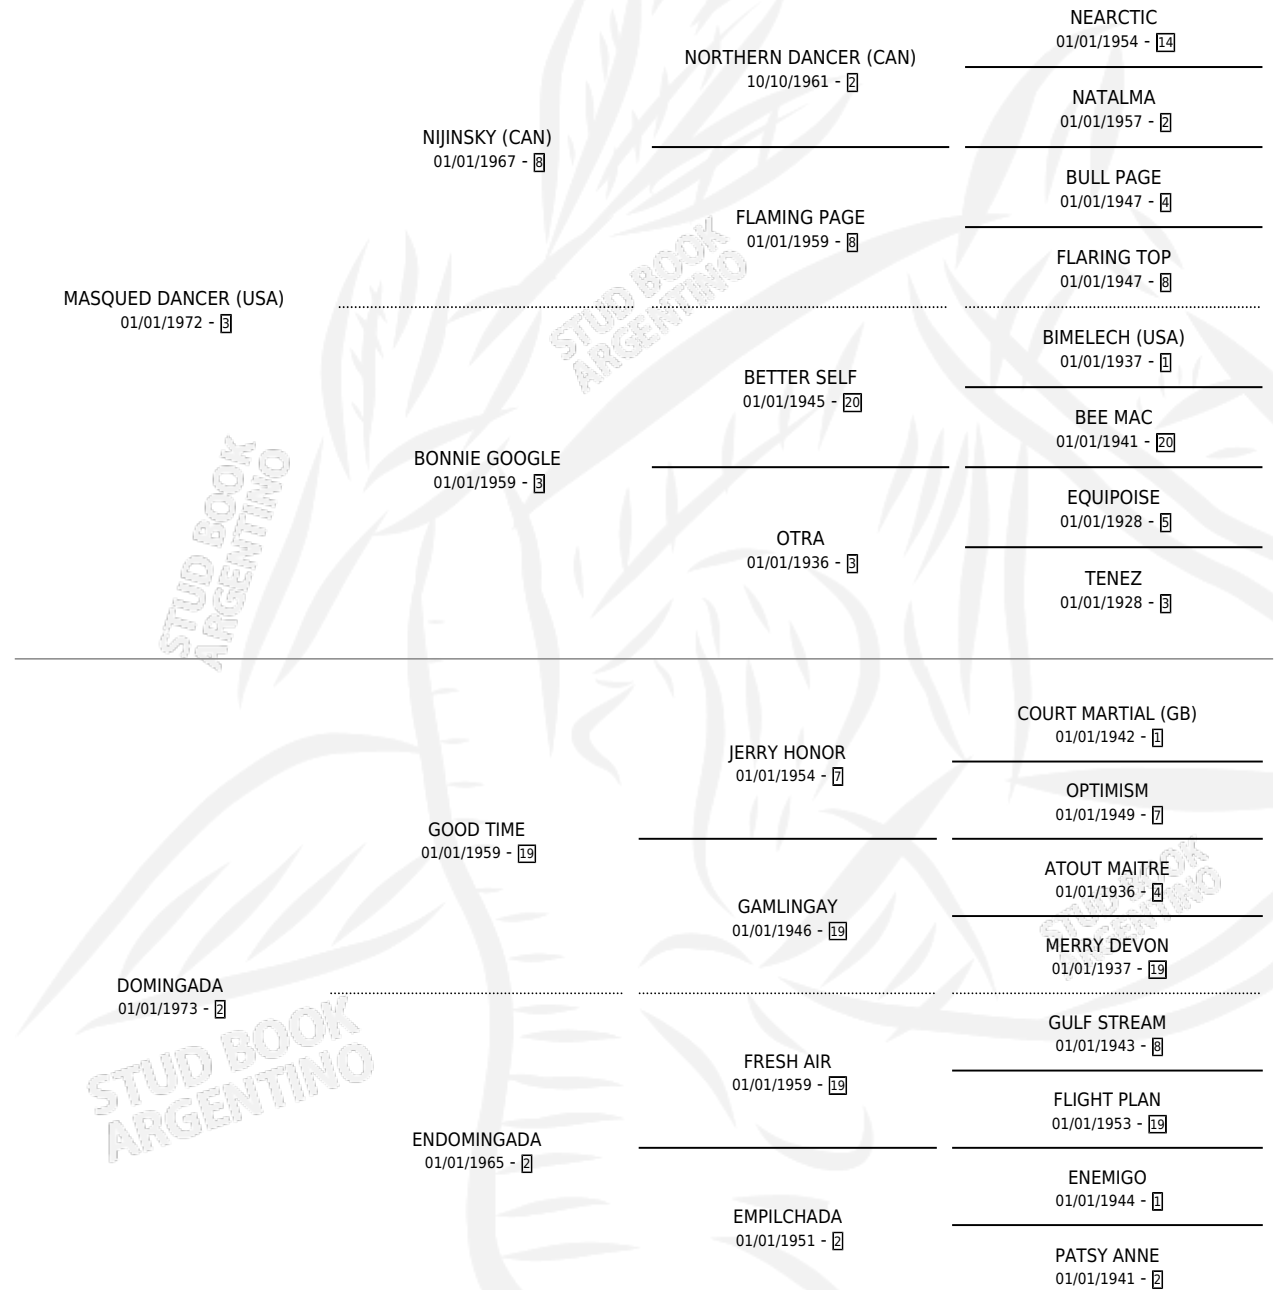 NEARCTIC
01/01/1954 - 14
NORTHERN DANCER (CAN)
10/10/1961 - 2
NATALMA
01/01/1957 - 2
NIJINSKY (CAN)
01/01/1967 - 8
BULL PAGE
01/01/1947 - 4
FLAMING PAGE
01/01/1959 - 8
FLARING TOP
01/01/1947 - 8
MASQUED DANCER (USA)
01/01/1972 - 3
BIMELECH (USA)
01/01/1937 - 1
BETTER SELF
01/01/1945 - 20
BEE MAC
01/01/1941 - 20
BONNIE GOOGLE
01/01/1959 - 3
EQUIPOISE
01/01/1928 - 5
OTRA
01/01/1936 - 3
TENEZ
01/01/1928 - 3
COURT MARTIAL (GB)
01/01/1942 - 1
JERRY HONOR
01/01/1954 - 7
OPTIMISM
01/01/1949 - 7
GOOD TIME
01/01/1959 - 19
ATOUT MAITRE
01/01/1936 - 4
GAMLINGAY
01/01/1946 - 19
MERRY DEVON
01/01/1937 - 19
DOMINGADA
01/01/1973 - 2
GULF STREAM
01/01/1943 - 8
FRESH AIR
01/01/1959 - 19
FLIGHT PLAN
01/01/1953 - 19
ENDOMINGADA
01/01/1965 - 2
ENEMIGO
01/01/1944 - 1
EMPILCHADA
01/01/1951 - 2
PATSY ANNE
01/01/1941 - 2
STUD BOOK
ARGENTINO
STUD BOOK
ARGENTINO
STUD BOOK
ARGENTINO
STUD BOOK
ARGENTINO